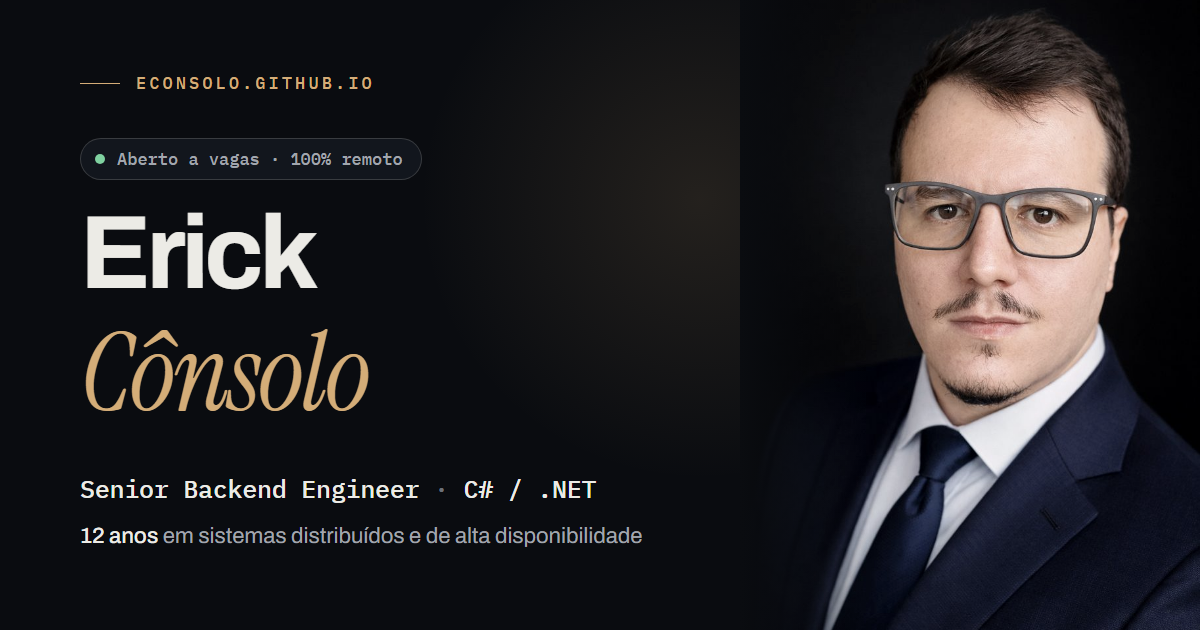 ECONSOLO.GITHUB.IO
Aberto a vagas · 100% remoto
Erick
Cônsolo
Senior Backend Engineer · C# / .NET
12 anos em sistemas distribuídos e de alta disponibilidade